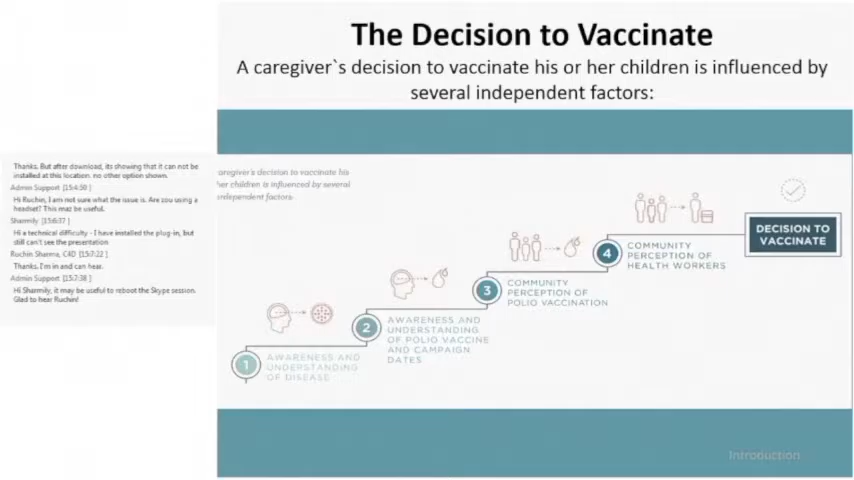 The Decision to Vaccinate
A caregiver`s decision to vaccinate his or her children is influenced by
several independent factors:
Thanks. But after download, its showing that it can not be
installed at this location. no other option shown.
Admin Support [15:4:50 ]
Hi Ruchin, I am not sure what the issue is. Are zou using a
headset? This maz be useful.
Sharmily [15:6:37 ]
Hi a technical difficulty - I have installed the plug-in, but
still can't see the presentation
Ruchin Sharma, C4D [15:7:22 ]
Thanks. I'm in and can hear.
Admin Support [15:7:38 ]
Hi Sharmily, it may be useful to reboot the Skype session.
Glad to hear Ruchin!
caregiver's decision to vaccinate his
her children is influenced by several
independent factors:
1
AWARENESS AND
UNDERSTANDING
OF DISEASE
2
AWARENESS AND
UNDERSTANDING
OF POLIO VACCINE
AND CAMPAIGN
DATES
3
COMMUNITY
PERCEPTION OF
POLIO VACCINATION
4
COMMUNITY
PERCEPTION OF
HEALTH WORKERS
DECISION TO
VACCINATE
Introduction